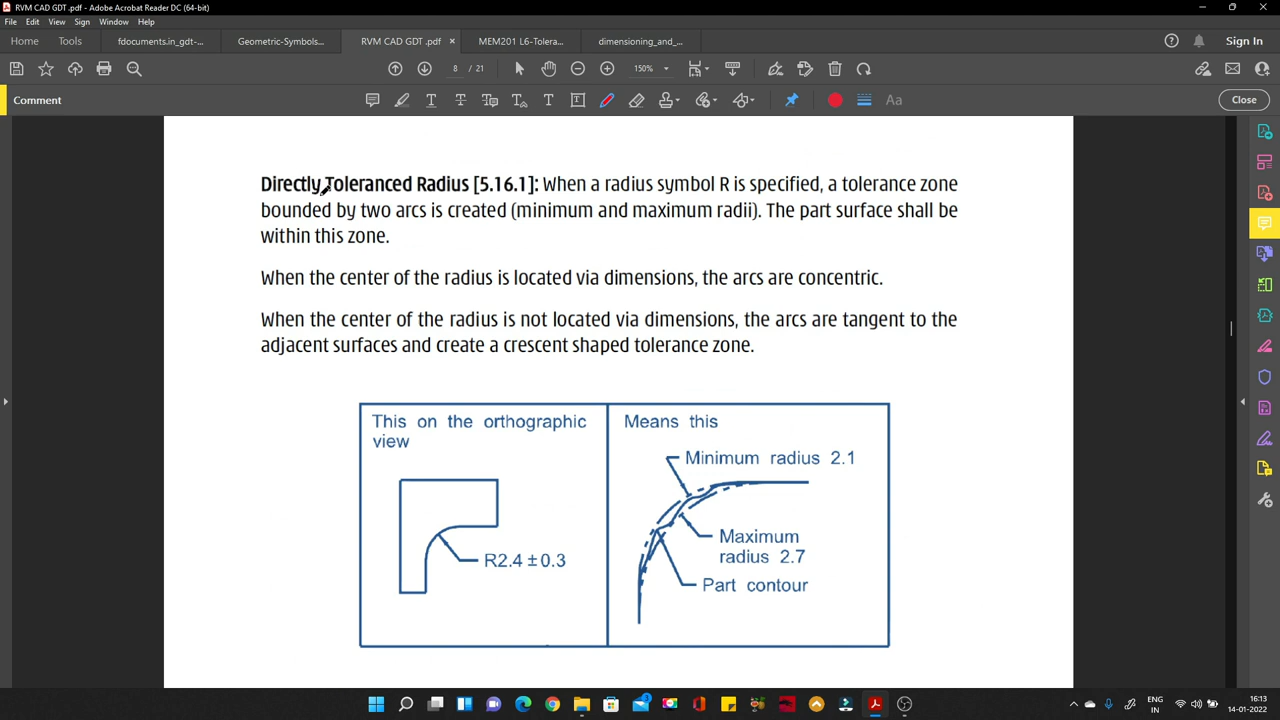 RVM CAD GDT .pdf - Adobe Acrobat Reader DC (64-bit)
File Edit View Sign Window Help
Home Tools fdocuments.in_gdt-... Geometric-Symbols... RVM CAD GDT .pdf × MEM201 L6-Tolera... dimensioning_and_... Sign In
8 / 21 150%
Comment Aa Close
Directly Toleranced Radius [5.16.1]: When a radius symbol R is specified, a tolerance zone
bounded by two arcs is created (minimum and maximum radii). The part surface shall be
within this zone.
When the center of the radius is located via dimensions, the arcs are concentric.
When the center of the radius is not located via dimensions, the arcs are tangent to the
adjacent surfaces and create a crescent shaped tolerance zone.
This on the orthographic
view
R2.4 ± 0.3
Means this
Minimum radius 2.1
Maximum
radius 2.7
Part contour
ENG
IN
16:13
14-01-2022